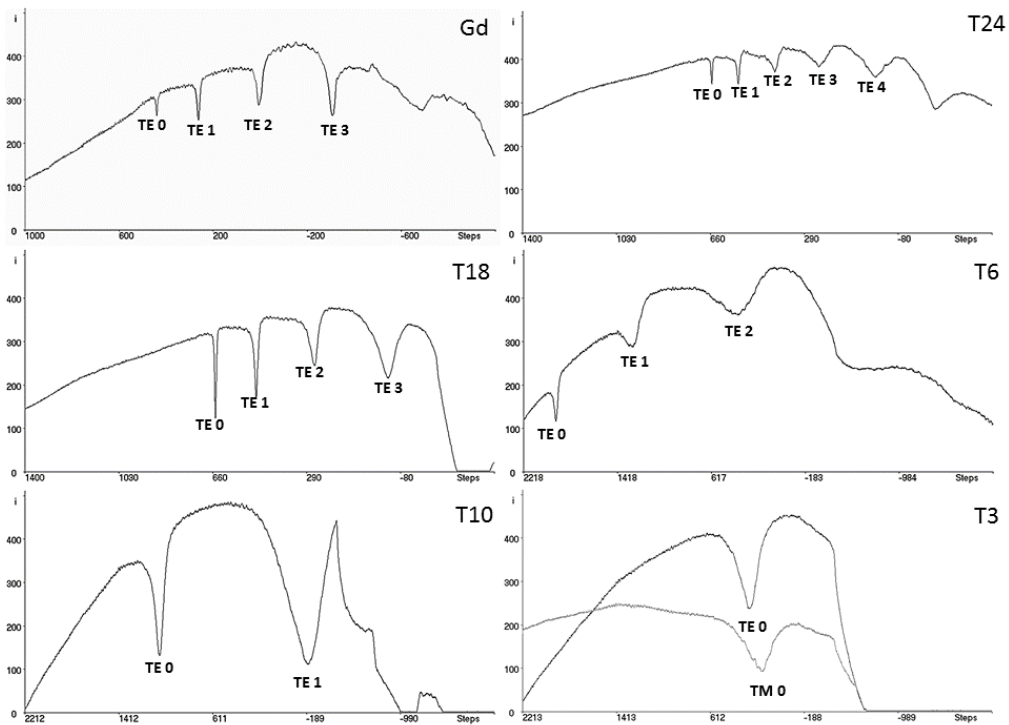 i
Gd
400
300
200
100
0
TE 0
TE 1
TE 2
TE 3
1000
600
200
-200
-600
Steps
i
T24
400
300
200
100
0
TE 0
TE 1
TE 2
TE 3
TE 4
1400
1030
660
290
-80
Steps
i
T18
400
300
200
100
0
TE 0
TE 1
TE 2
TE 3
1400
1030
660
290
-80
Steps
i
T6
400
300
200
100
0
TE 0
TE 1
TE 2
2218
1418
617
-183
-984
Steps
i
T10
400
300
200
100
0
TE 0
TE 1
2212
1412
611
-189
-990
Steps
i
T3
400
300
200
100
0
TE 0
TM 0
2213
1413
612
-188
-989
Steps